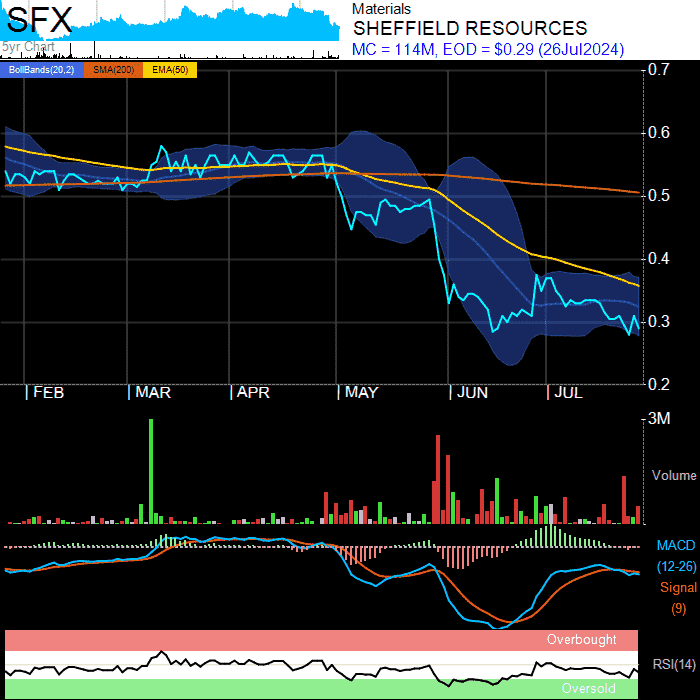 SFX
5yr Chart
Materials
SHEFFIELD RESOURCES
MC = 114M, EOD = $0.29 (26Jul2024)
BollBands(20,2) SMA(200) EMA(50)
0.7
0.6
0.5
0.4
0.3
0.2
FEB MAR APR MAY JUN JUL
3M
Volume
MACD
(12-26)
Signal
(9)
Overbought
RSI(14)
Oversold